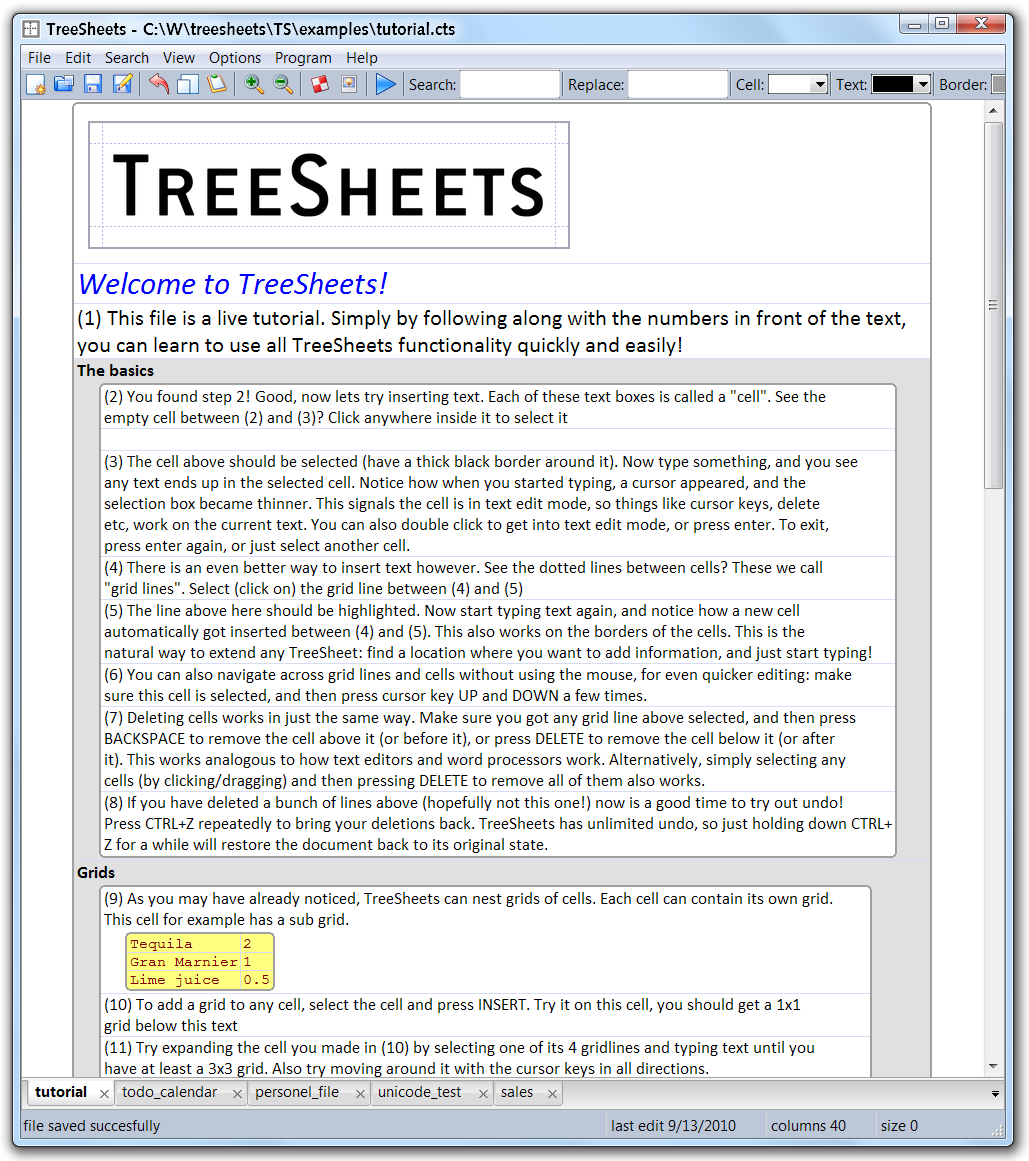 TreeSheets - C:\W\treesheets\TS\examples\tutorial.cts
File Edit Search View Options Program Help
Search: Replace: Cell: Text: Border:
TREESHEETS
Welcome to TreeSheets!
(1) This file is a live tutorial. Simply by following along with the numbers in front of the text,
you can learn to use all TreeSheets functionality quickly and easily!
The basics
(2) You found step 2! Good, now lets try inserting text. Each of these text boxes is called a "cell". See the
empty cell between (2) and (3)? Click anywhere inside it to select it
(3) The cell above should be selected (have a thick black border around it). Now type something, and you see
any text ends up in the selected cell. Notice how when you started typing, a cursor appeared, and the
selection box became thinner. This signals the cell is in text edit mode, so things like cursor keys, delete
etc, work on the current text. You can also double click to get into text edit mode, or press enter. To exit,
press enter again, or just select another cell.
(4) There is an even better way to insert text however. See the dotted lines between cells? These we call
"grid lines". Select (click on) the grid line between (4) and (5)
(5) The line above here should be highlighted. Now start typing text again, and notice how a new cell
automatically got inserted between (4) and (5). This also works on the borders of the cells. This is the
natural way to extend any TreeSheet: find a location where you want to add information, and just start typing!
(6) You can also navigate across grid lines and cells without using the mouse, for even quicker editing: make
sure this cell is selected, and then press cursor key UP and DOWN a few times.
(7) Deleting cells works in just the same way. Make sure you got any grid line above selected, and then press
BACKSPACE to remove the cell above it (or before it), or press DELETE to remove the cell below it (or after
it). This works analogous to how text editors and word processors work. Alternatively, simply selecting any
cells (by clicking/dragging) and then pressing DELETE to remove all of them also works.
(8) If you have deleted a bunch of lines above (hopefully not this one!) now is a good time to try out undo!
Press CTRL+Z repeatedly to bring your deletions back. TreeSheets has unlimited undo, so just holding down CTRL+
Z for a while will restore the document back to its original state.
Grids
(9) As you may have already noticed, TreeSheets can nest grids of cells. Each cell can contain its own grid.
This cell for example has a sub grid.
Tequila 2
Gran Marnier 1
Lime juice 0.5
(10) To add a grid to any cell, select the cell and press INSERT. Try it on this cell, you should get a 1x1
grid below this text
(11) Try expanding the cell you made in (10) by selecting one of its 4 gridlines and typing text until you
have at least a 3x3 grid. Also try moving around it with the cursor keys in all directions.
tutorial todo_calendar personel_file unicode_test sales
file saved succesfully last edit 9/13/2010 columns 40 size 0